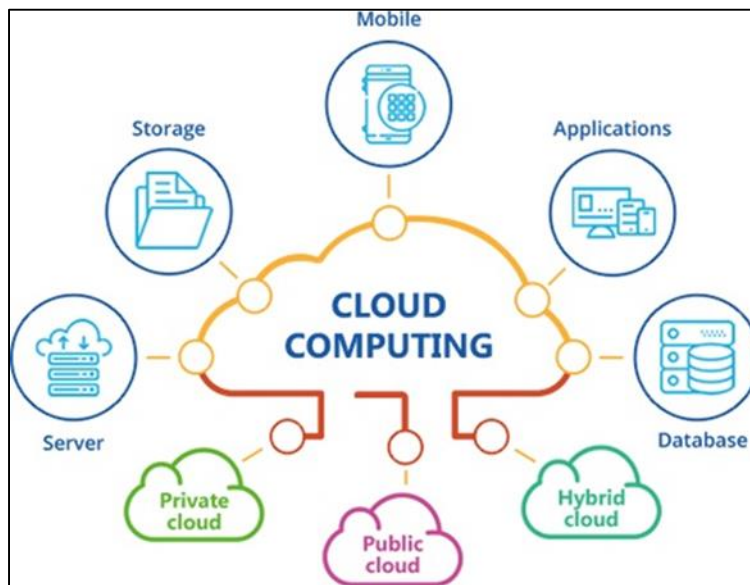 Mobile
Storage
Applications
CLOUD
COMPUTING
Server
Database
Private
cloud
Public
cloud
Hybrid
cloud